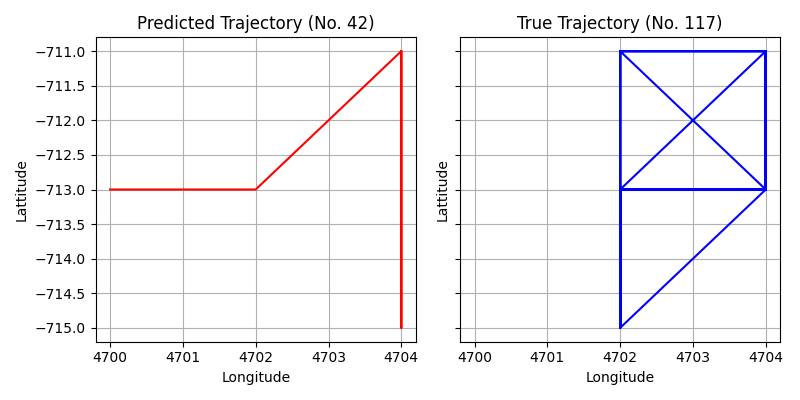 Predicted Trajectory (No. 42)
True Trajectory (No. 117)
−711.0
−711.5
−712.0
−712.5
−713.0
−713.5
−714.0
−714.5
−715.0
Lattitude
Lattitude
4700 4701 4702 4703 4704
4700 4701 4702 4703 4704
Longitude
Longitude